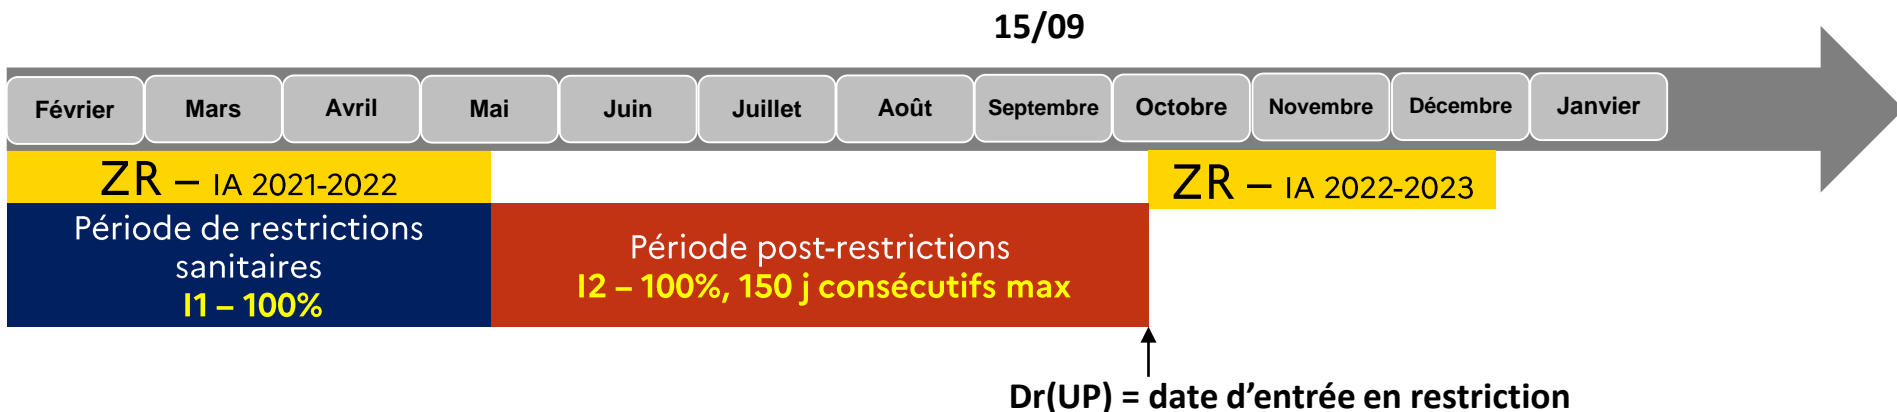 15/09
Février Mars Avril Mai Juin Juillet Août Septembre Octobre Novembre Décembre Janvier
ZR – IA 2021-2022
ZR – IA 2022-2023
Période de restrictions
sanitaires
I1 – 100%
Période post-restrictions
I2 – 100%, 150 j consécutifs max
Dr(UP) = date d’entrée en restriction